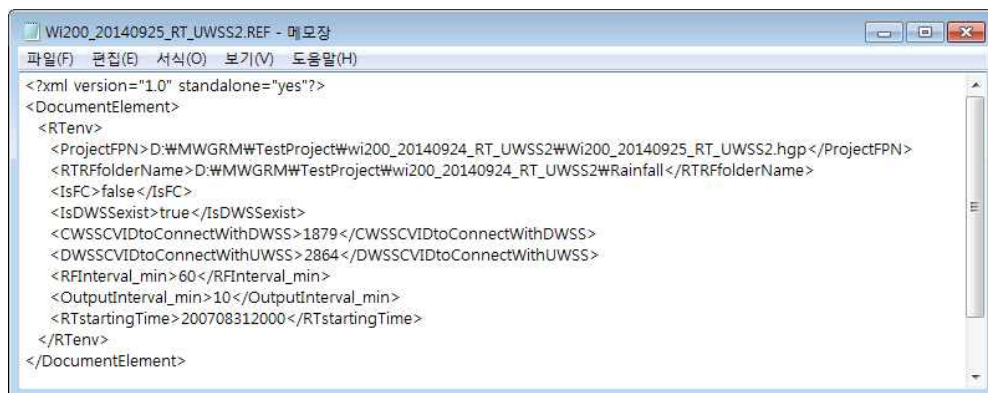 Wi200_20140925_RT_UWSS2.REF - 메모장
파일(F) 편집(E) 서식(O) 보기(V) 도움말(H)
<?xml version="1.0" standalone="yes"?>
<DocumentElement>
<RTenv>
<ProjectFPN>D:₩MWGRM₩TestProject₩wi200_20140924_RT_UWSS2₩Wi200_20140925_RT_UWSS2.hgp</ProjectFPN>
<RTRFfolderName>D:₩MWGRM₩TestProject₩wi200_20140924_RT_UWSS2₩Rainfall</RTRFfolderName>
<IsFC>false</IsFC>
<IsDWSSexist>true</IsDWSSexist>
<CWSSCVIDtoConnectWithDWSS>1879</CWSSCVIDtoConnectWithDWSS>
<DWSSCVIDtoConnectWithUWSS>2864</DWSSCVIDtoConnectWithUWSS>
<RFInterval_min>60</RFInterval_min>
<OutputInterval_min>10</OutputInterval_min>
<RTstartingTime>200708312000</RTstartingTime>
</RTenv>
</DocumentElement>